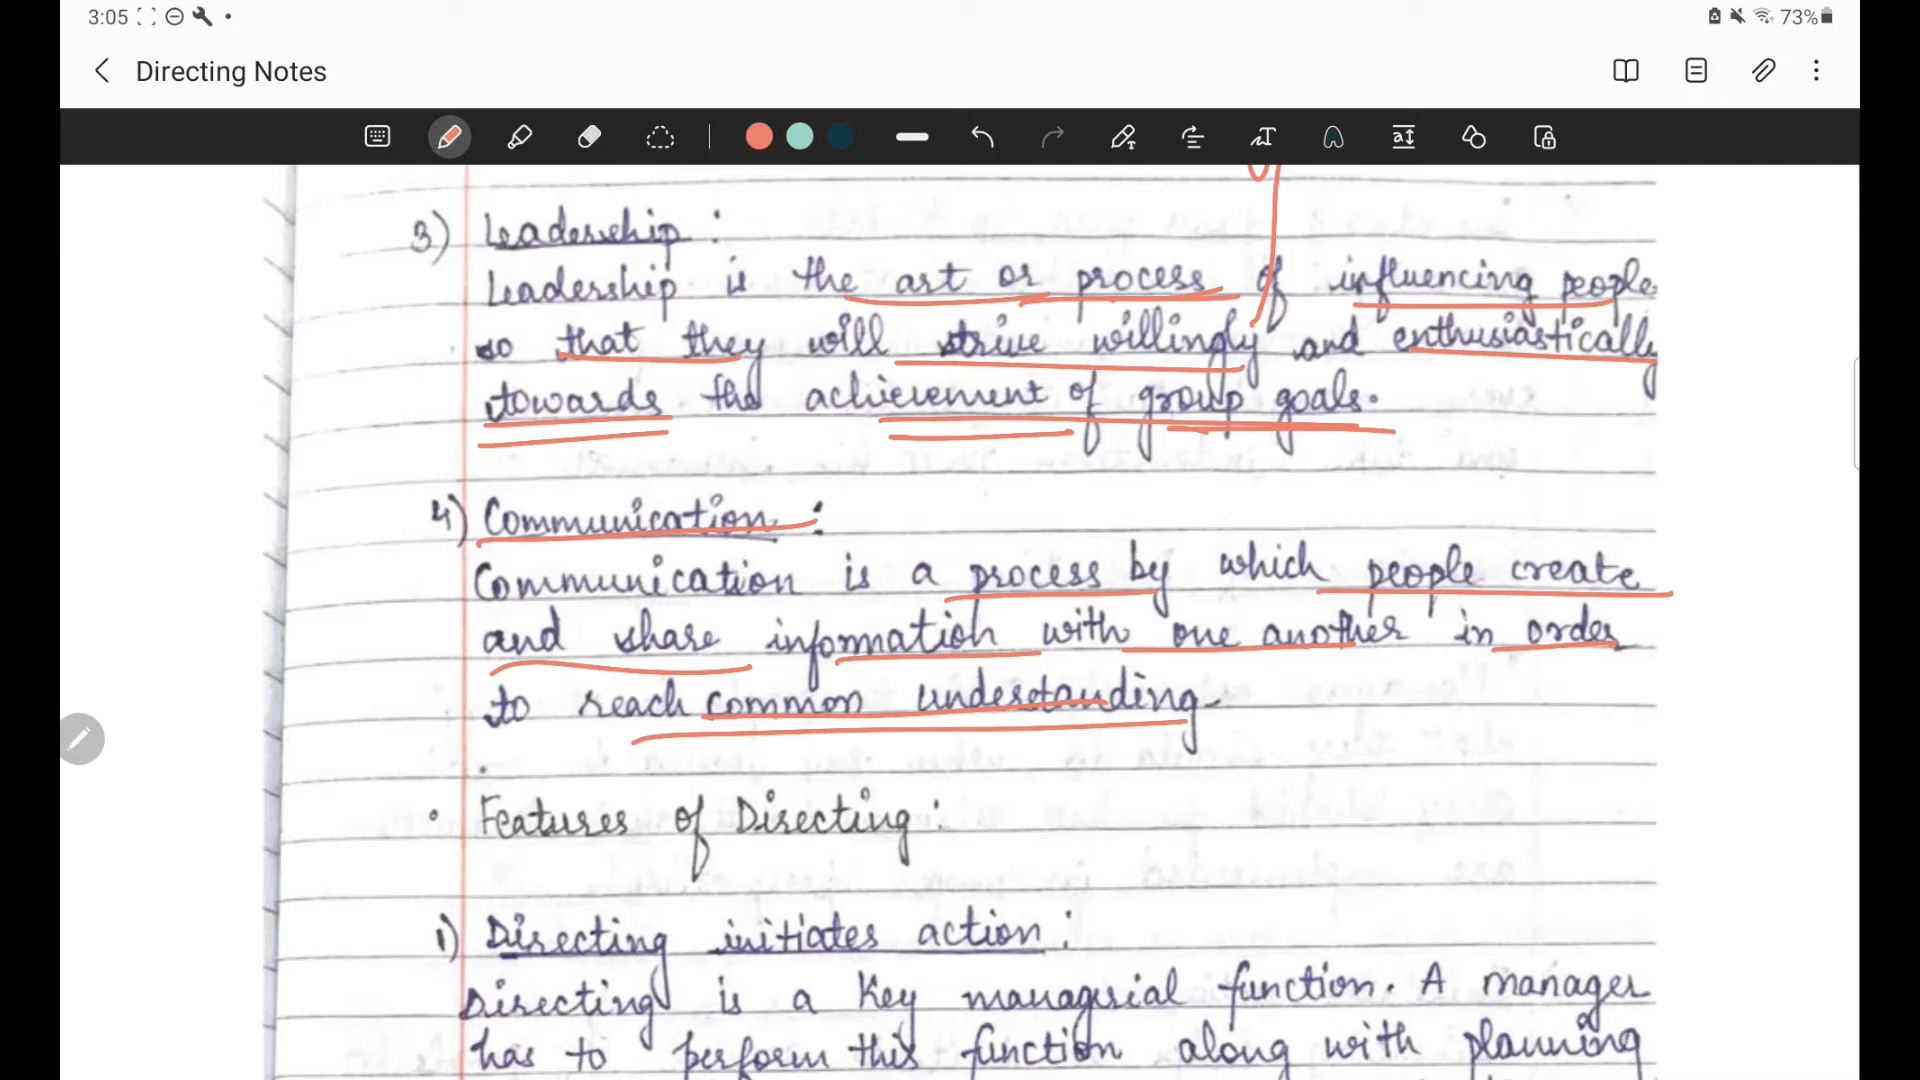 3:05
73%
Directing Notes
3) Leadership :
Leadership is the art or process of influencing people
so that they will strive willingly and enthusiastically
towards the achievement of group goals.
4) Communication :
Communication is a process by which people create
and share information with one another in order
to reach common understanding
• Features of Directing :
1) Directing initiates action :
Directing is a key managerial function. A manager
has to perform this function along with planning